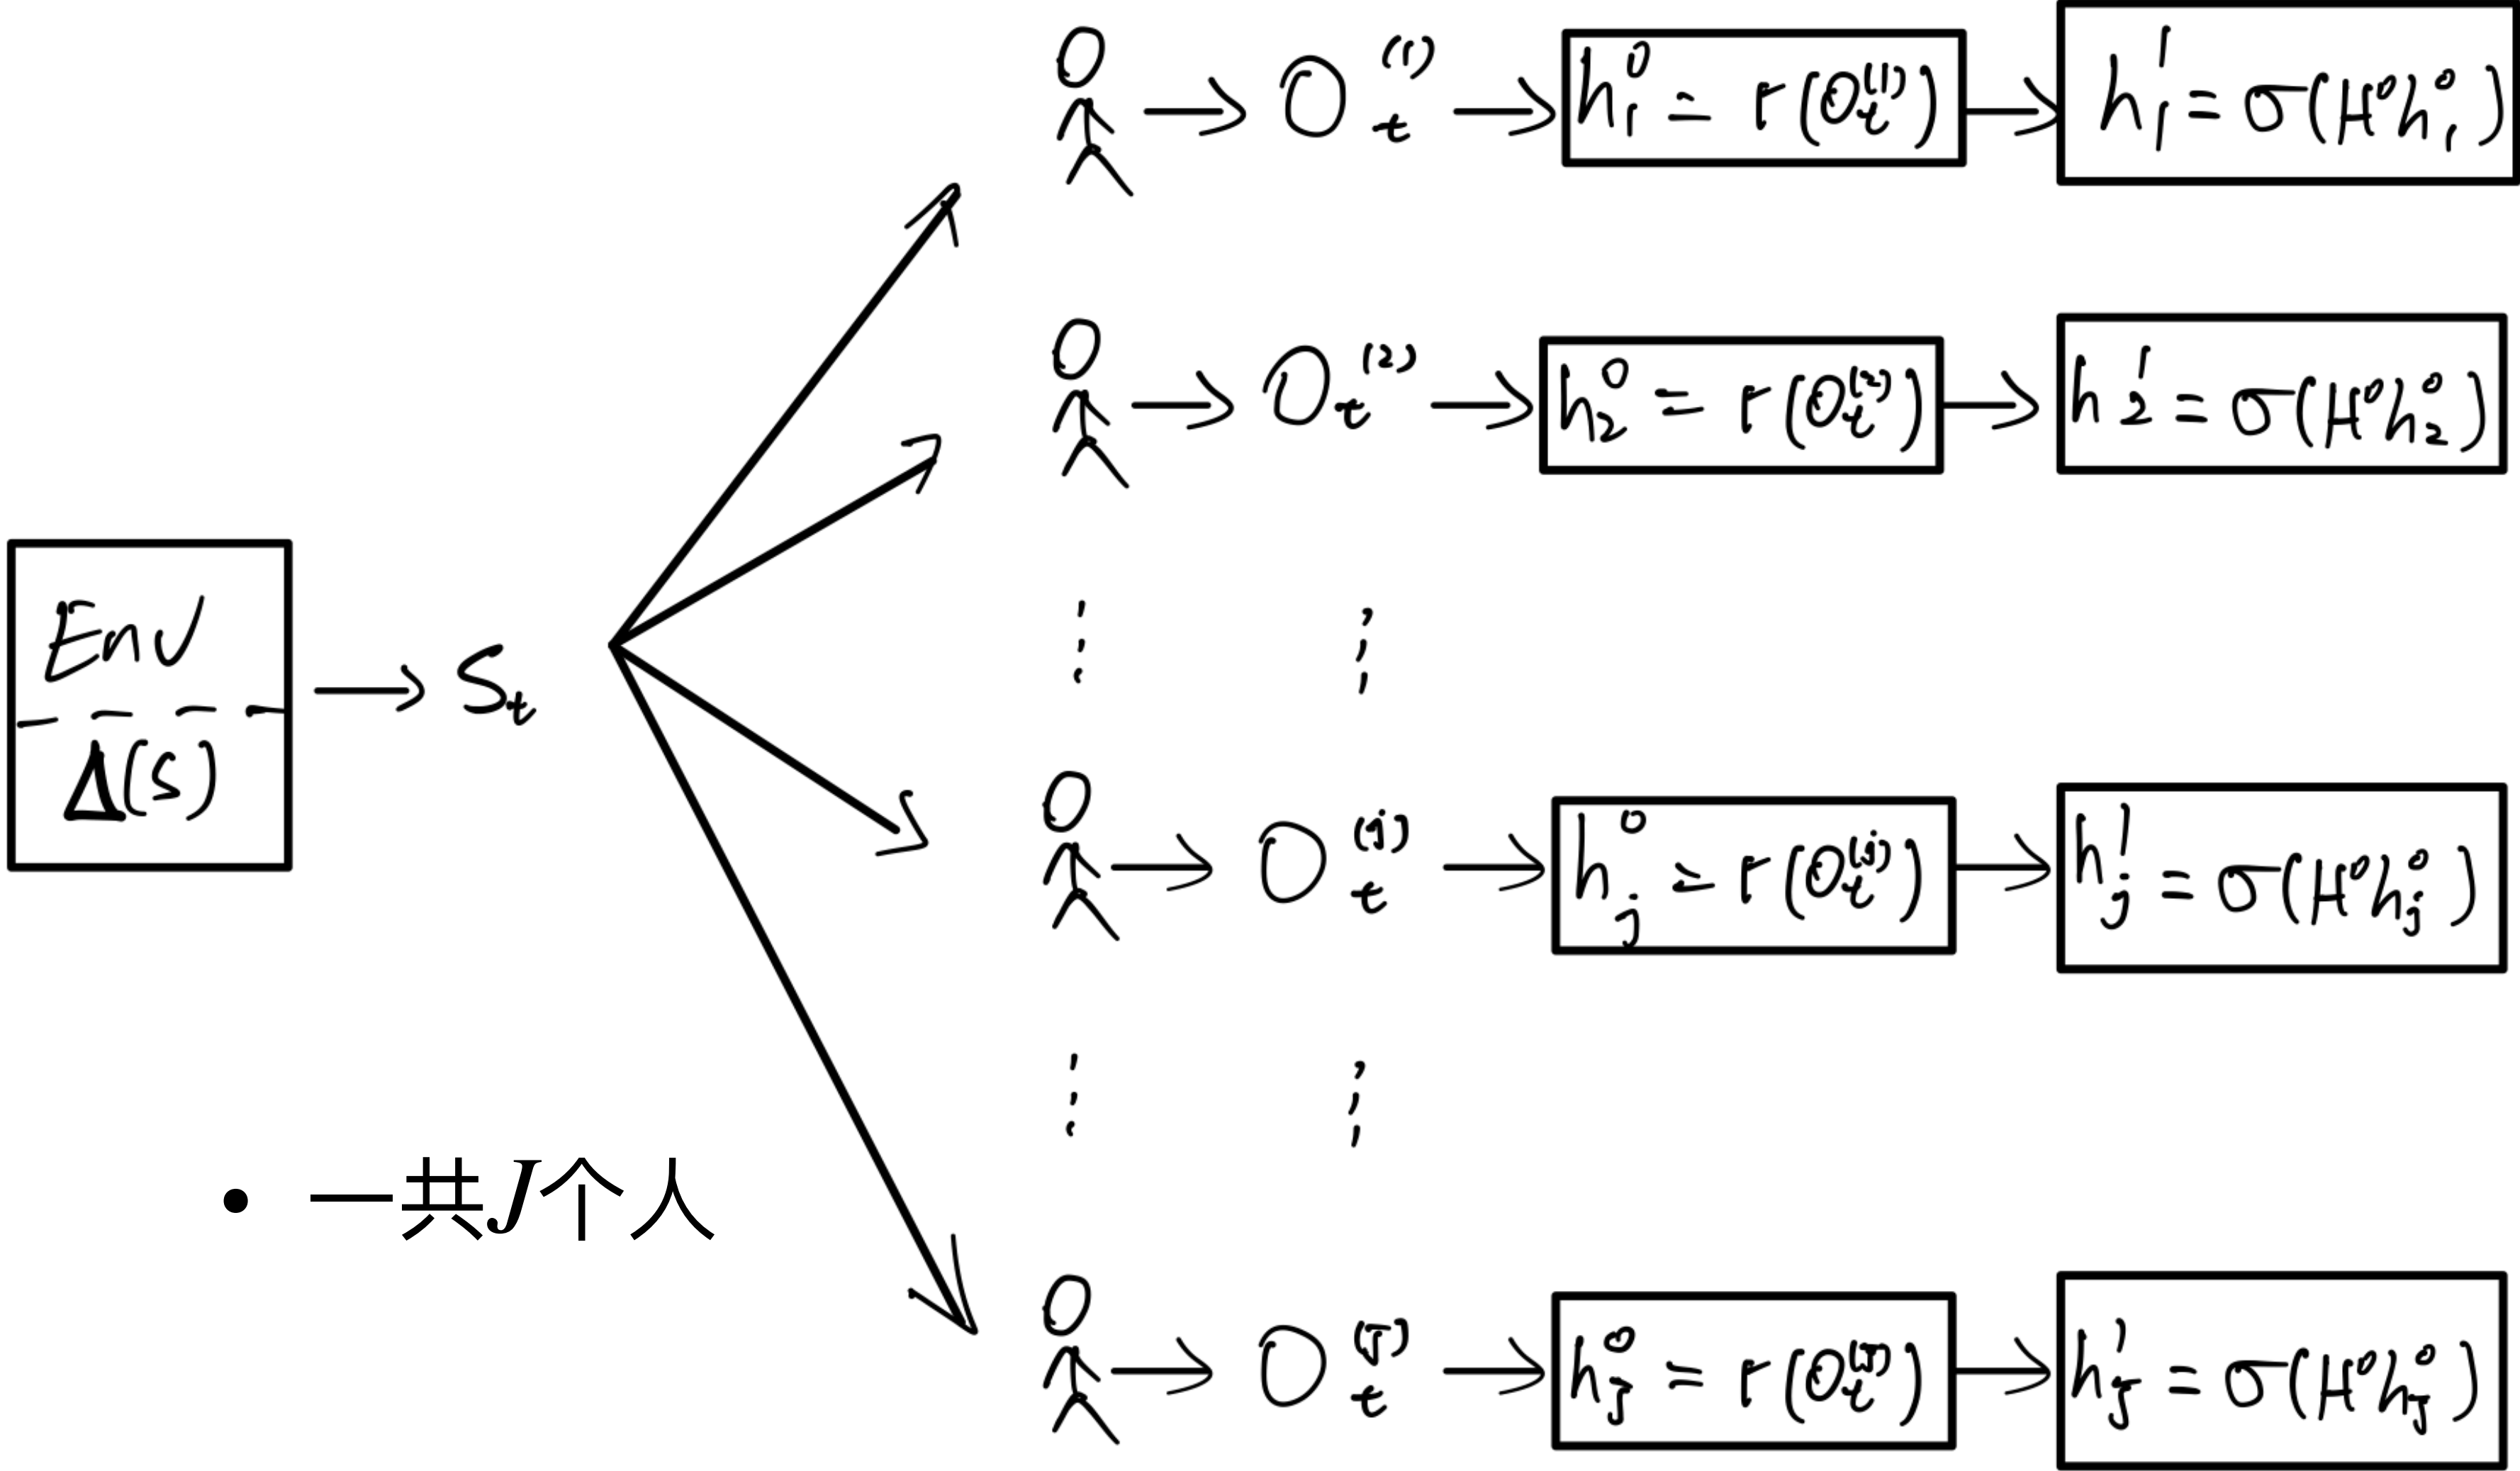 O_t^{(1)}
h_1^0 = r(O_t^{(1)})
h_1^1 = σ(H^0 h_1^0)
O_t^{(2)}
h_2^0 = r(O_t^{(2)})
h_2^1 = σ(H^0 h_2^0)
Env
Δ(s)
S_t
O_t^{(j)}
h_j^0 = r(O_t^{(j)})
h_j^1 = σ(H^0 h_j^0)
• 一共J个人
O_t^{(J)}
h_J^0 = r(O_t^{(J)})
h_J^1 = σ(H^0 h_J^0)